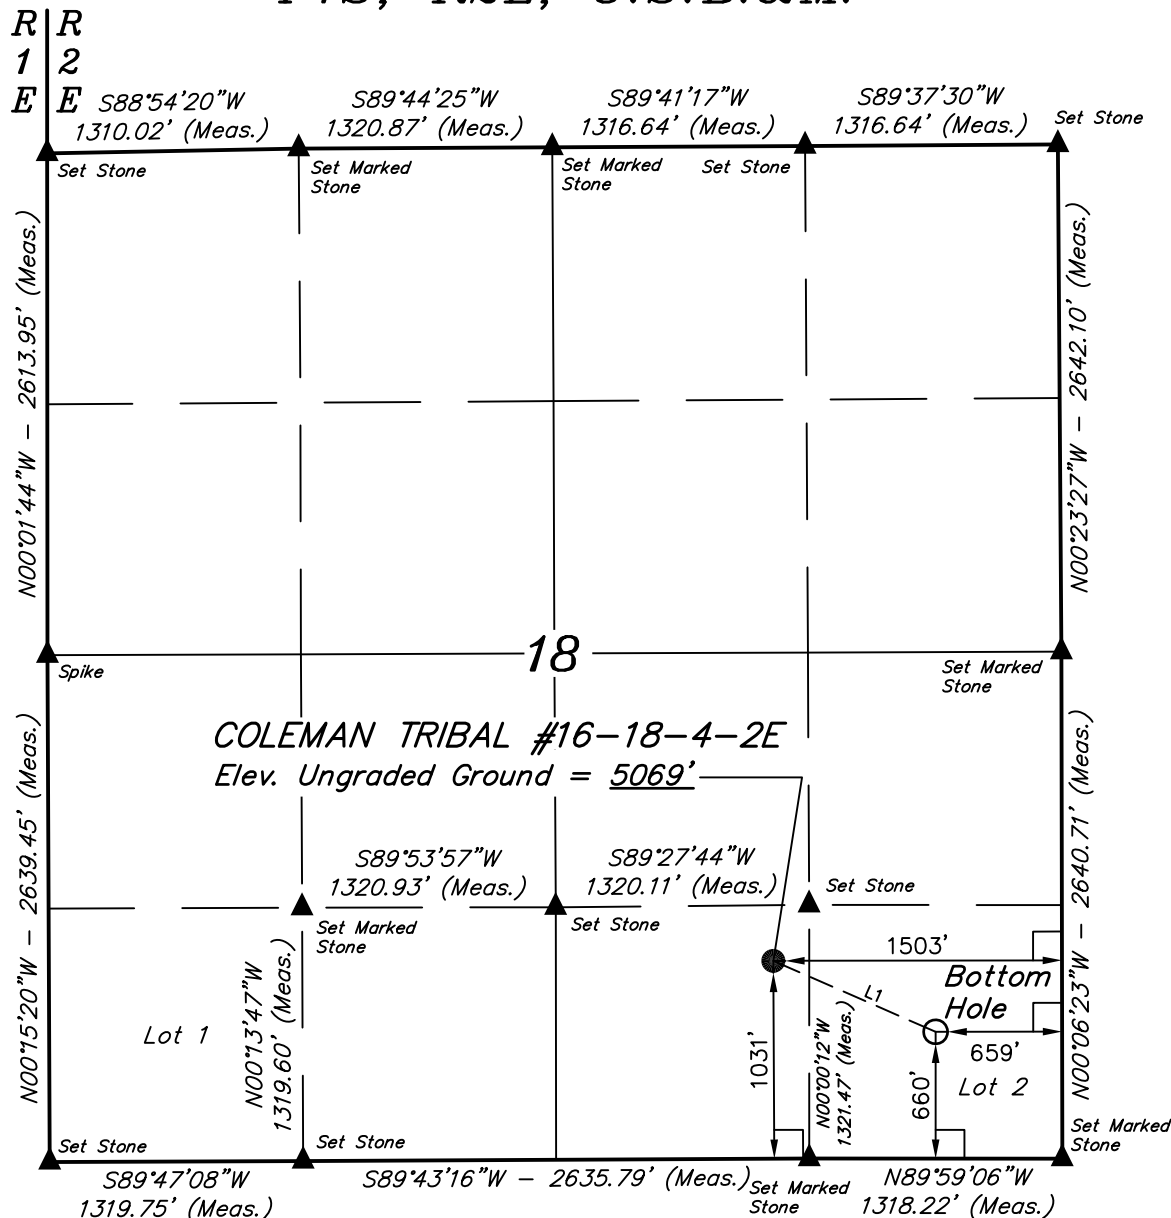 R R
1 2
E E
S88°54'20"W
1310.02' (Meas.)
S89°44'25"W
1320.87' (Meas.)
S89°41'17"W
1316.64' (Meas.)
S89°37'30"W
1316.64' (Meas.)
Set Stone
Set Stone
Set Marked
Stone
Set Marked
Stone
Set Stone
N00°01'44"W - 2613.95' (Meas.)
N00°23'27"W - 2642.10' (Meas.)
18
Spike
Set Marked
Stone
COLEMAN TRIBAL #16-18-4-2E
Elev. Ungraded Ground = 5069'
N00°15'20"W - 2639.45' (Meas.)
N00°06'23"W - 2640.71' (Meas.)
S89°53'57"W
1320.93' (Meas.)
S89°27'44"W
1320.11' (Meas.)
Set Stone
Set Marked
Stone
Set Stone
1503'
Bottom
Hole
L1
Lot 1
N00°13'47"W
1319.60' (Meas.)
1031'
N00°00'12"W
1321.47' (Meas.)
659'
660'
Lot 2
Set Stone
Set Stone
Set Marked
Stone
S89°47'08"W
1319.75' (Meas.)
S89°43'16"W - 2635.79' (Meas.)
Set Marked
Stone
N89°59'06"W
1318.22' (Meas.)